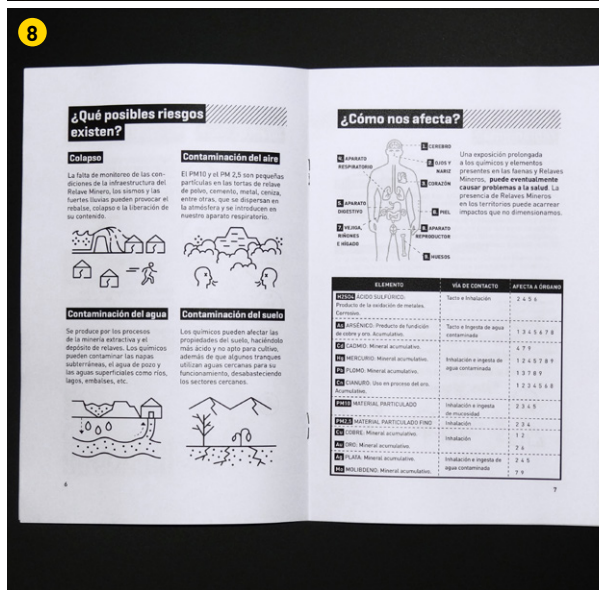 8
¿Qué posibles riesgos
existen?
Colapso
La falta de monitoreo de las con-
diciones de la infraestructura del
Relave Minero, los sismos y las
fuertes lluvias pueden provocar el
rebalse, colapso o la liberación de
su contenido.
Contaminación del aire
El PM10 y el PM 2,5 son pequeñas
partículas en las tortas de relave
de polvo, cemento, metal, ceniza,
entre otras, que se dispersan en
la atmósfera y se introducen en
nuestro aparato respiratorio.
Contaminación del agua
Se produce por los procesos
de la minería extractiva y el
depósito de relaves. Los químicos
pueden contaminar las napas
subterráneas, el agua de pozo y
las aguas superficiales como ríos,
lagos, embalses, etc.
Contaminación del suelo
Los químicos pueden afectar las
propiedades del suelo, haciéndolo
más ácido y no apto para cultivo,
además de que algunos tranques
utilizan aguas cercanas para su
funcionamiento, desabasteciendo
los sectores cercanos.
6
¿Cómo nos afecta?
1. CEREBRO
2. OJOS Y
NARIZ
3. CORAZÓN
4. APARATO
RESPIRATORIO
5. APARATO
DIGESTIVO
6. PIEL
7. VEJIGA,
RIÑONES
E HÍGADO
8. APARATO
REPRODUCTOR
9. HUESOS
Una exposición prolongada
a los químicos y elementos
presentes en las faenas y Relaves
Mineros, puede eventualmente
causar problemas a la salud. La
presencia de Relaves Mineros
en los territorios puede acarrear
impactos que no dimensionamos.
ELEMENTO VÍA DE CONTACTO AFECTA A ÓRGANO
H2SO4 ÁCIDO SULFÚRICO: Tacto e Inhalación 2 4 5 6
Producto de la oxidación de metales.
Corrosivo.
As ARSÉNICO: Producto de fundición Tacto e Ingesta de agua
de cobre y oro. Acumulativo. contaminada 1 3 4 5 6 7 8
Cd CADMIO: Mineral acumulativo. 4 7 9
Hg MERCURIO: Mineral acumulativo. Inhalación e ingesta de 1 2 4 5 7 8 9
Pb PLOMO: Mineral acumulativo. agua contaminada 1 3 7 8 9
Cn CIANURO: Uso en proceso del oro. 1 2 3 4 5 6 8
Acumulativo.
PM10 MATERIAL PARTICULADO Inhalación e ingesta 2 3 4 5
de mucosidad
PM2,5 MATERIAL PARTICULADO FINO Inhalación 2 3 4
Cu COBRE: Mineral acumulativo. Inhalación 1 2
Au ORO: Mineral acumulativo. 2 6
Ag PLATA: Mineral acumulativo. Inhalación e ingesta de 2 4 5
Mo MOLIBDENO: Mineral acumulativo. agua contaminada 7 9
7